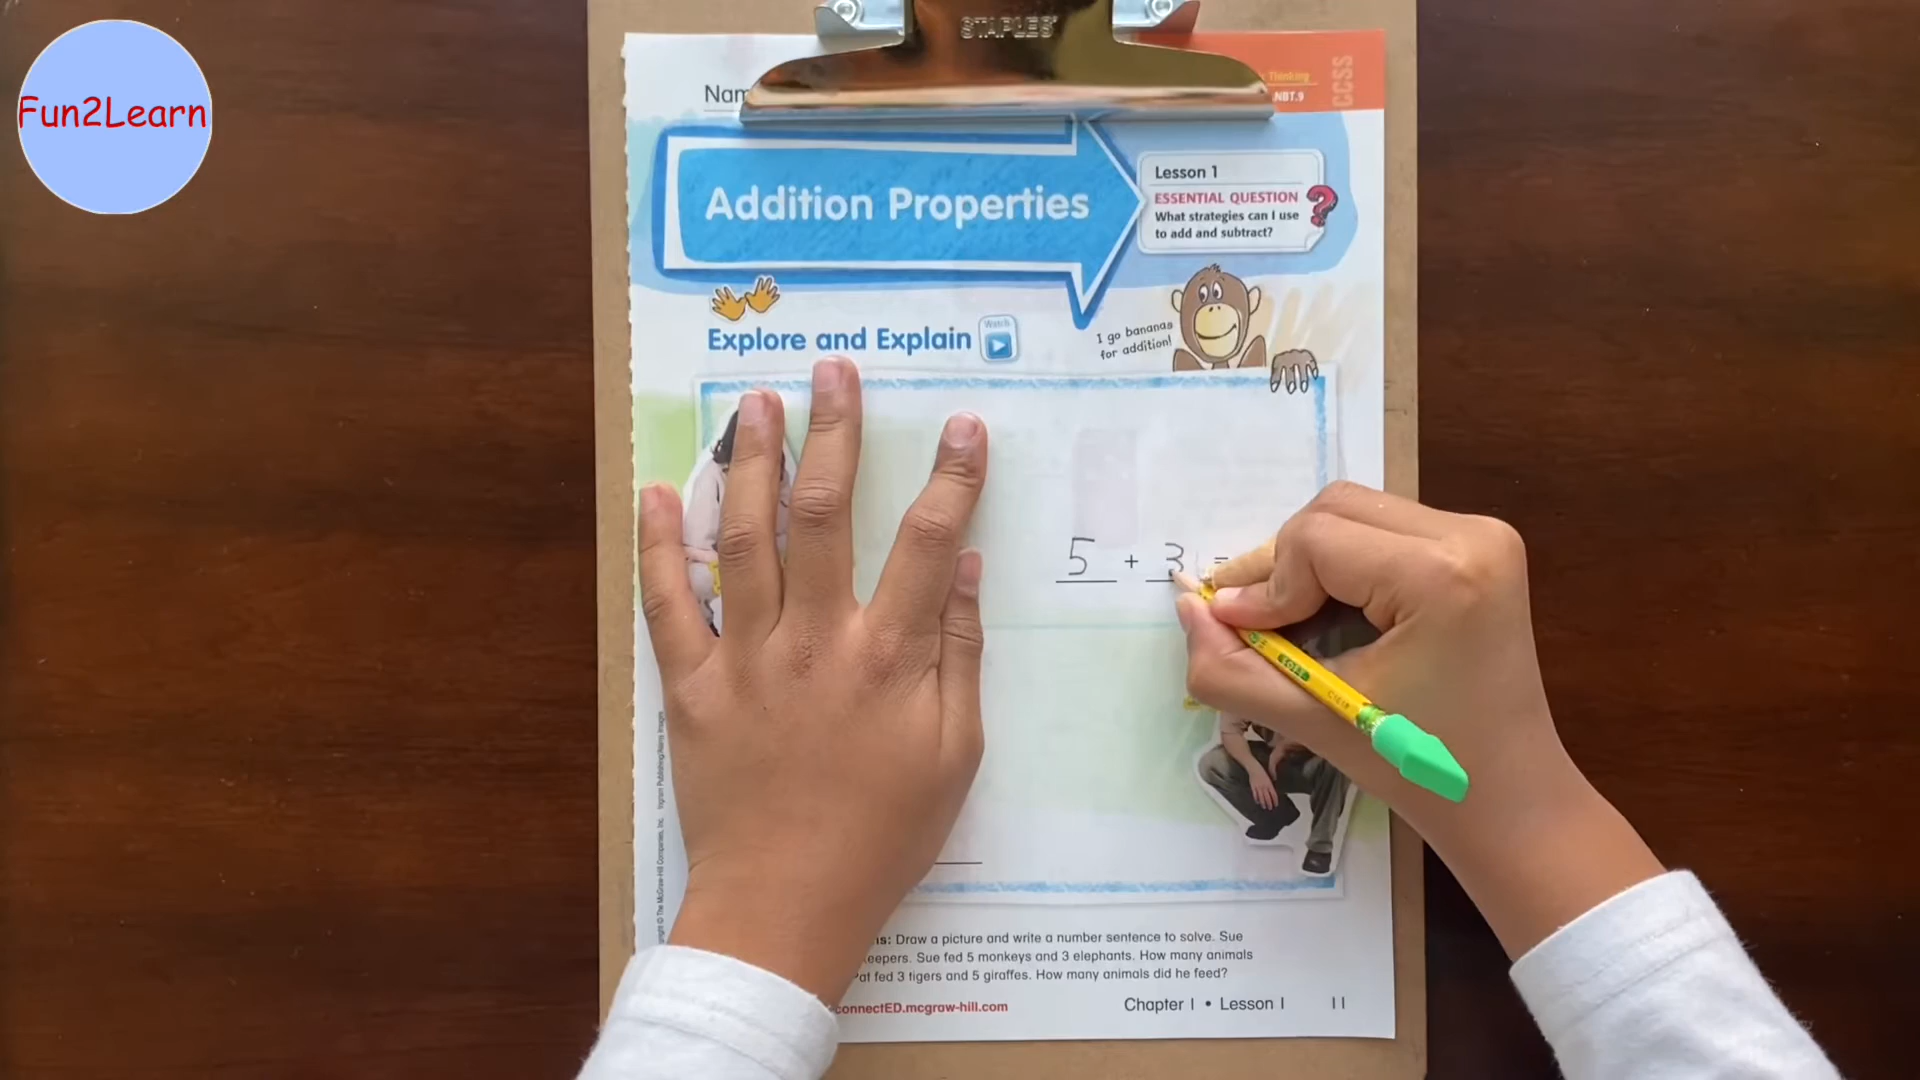 Fun2Learn
STAPLES
Nam
Thinking
NBT.9
CCSS
Addition Properties
Lesson 1
ESSENTIAL QUESTION
What strategies can I use
to add and subtract?
Explore and Explain
Watch
I go bananas
for addition!
5 + 3 =
ns: Draw a picture and write a number sentence to solve. Sue
eepers. Sue fed 5 monkeys and 3 elephants. How many animals
Pat fed 3 tigers and 5 giraffes. How many animals did he feed?
connectED.mcgraw-hill.com
Chapter 1 • Lesson 1 11